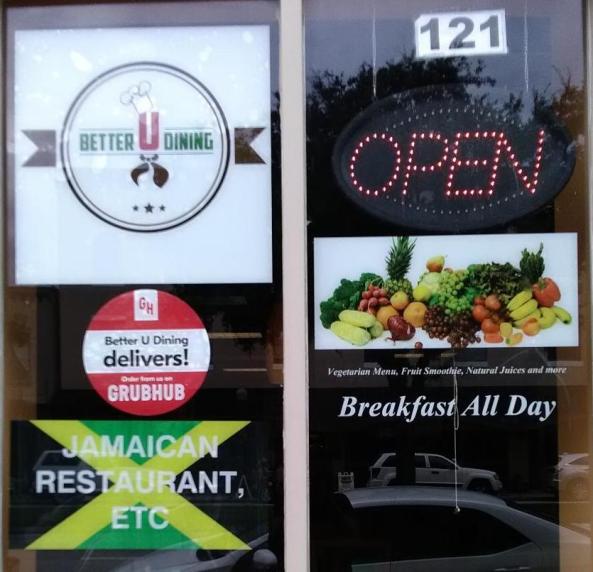 BETTER U DINING
GH
Better U Dining
delivers!
Order from us on
GRUBHUB
JAMAICAN
RESTAURANT,
ETC
121
OPEN
Vegetarian Menu, Fruit Smoothie, Natural Juices and more
Breakfast All Day